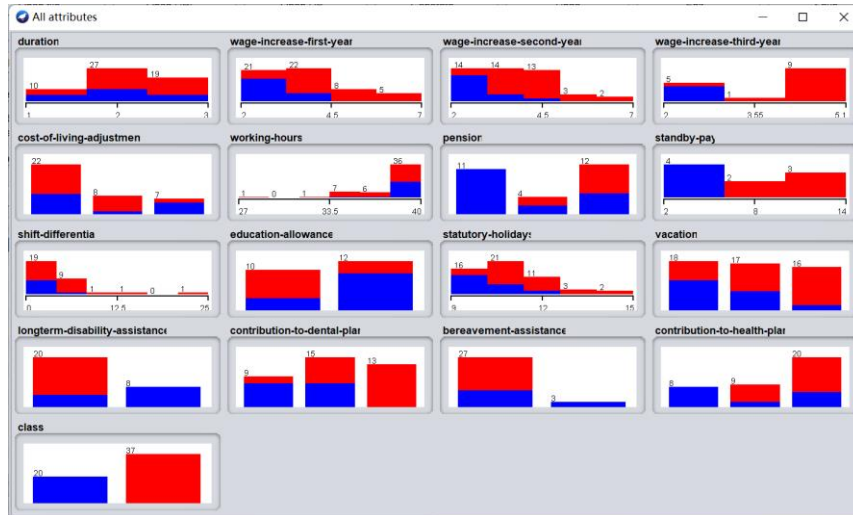 All attributes
duration wage-increase-first-year wage-increase-second-year wage-increase-third-year
10 27 19 21 22 8 5 14 14 13 3 2 5 1 9
1 2 3 2 4.5 7 2 4.5 7 2 3.55 5.1
cost-of-living-adjustmen working-hours pension standby-pay
22 8 7 1 0 1 7 6 36 11 4 12 4 2 3
27 33.5 40 2 8 14
shift-differentia education-allowance statutory-holidays vacation
19 9 1 1 0 1 10 12 16 21 11 3 2 18 17 16
0 12.5 25 9 12 15
longterm-disability-assistance contribution-to-dental-plan bereavement-assistance contribution-to-health-plan
20 8 9 15 13 27 3 8 9 20
class
20 37